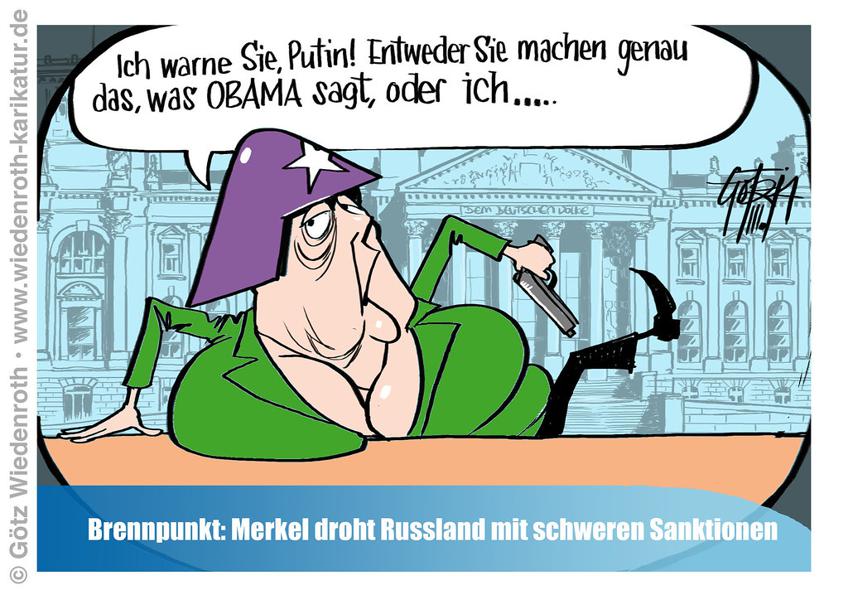 Ich warne Sie, Putin! Entweder Sie machen genau
das, was OBAMA sagt, oder ich.....
DEM DEUTSCHEN VOLKE
Brennpunkt: Merkel droht Russland mit schweren Sanktionen
© Götz Wiedenroth • www.wiedenroth-karikatur.de